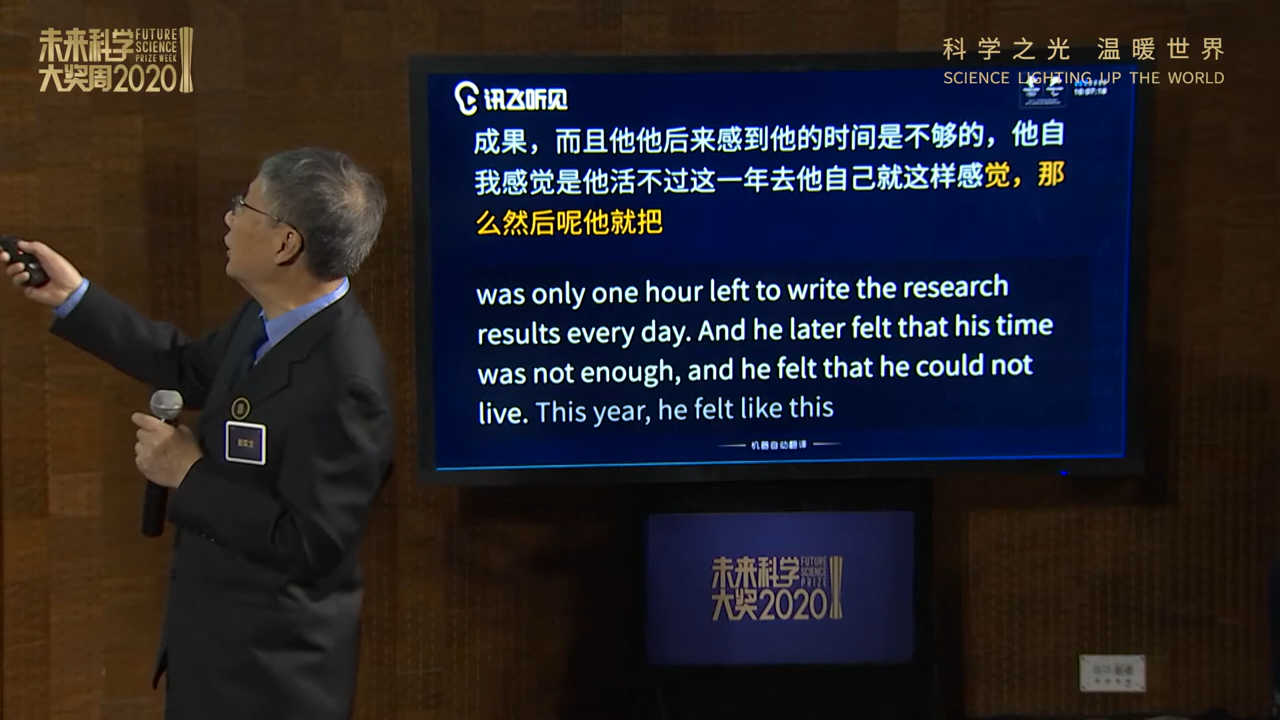 未来科学
大奖周2020
FUTURE
SCIENCE
PRIZE WEEK
科学之光 温暖世界
SCIENCE LIGHTING UP THE WORLD
讯飞听见
成果，而且他他后来感到他的时间是不够的，他自
我感觉是他活不过这一年去他自己就这样感觉，那
么然后呢他就把
was only one hour left to write the research
results every day. And he later felt that his time
was not enough, and he felt that he could not
live. This year, he felt like this
机器自动翻译
未来科学
大奖2020
FUTURE
SCIENCE
PRIZE